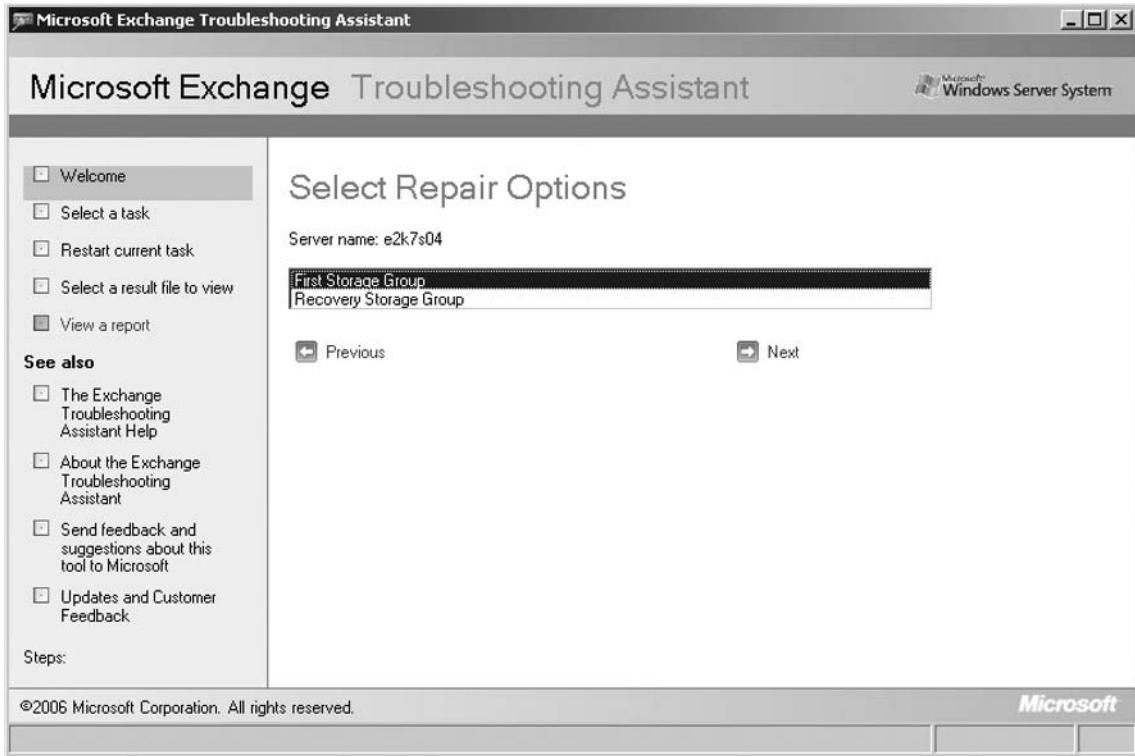 Microsoft Exchange Troubleshooting Assistant
Microsoft Exchange Troubleshooting Assistant
Microsoft
Windows Server System
Welcome
Select a task
Restart current task
Select a result file to view
View a report
See also
The Exchange
Troubleshooting
Assistant Help
About the Exchange
Troubleshooting
Assistant
Send feedback and
suggestions about this
tool to Microsoft
Updates and Customer
Feedback
Steps:
Select Repair Options
Server name: e2k7s04
First Storage Group
Recovery Storage Group
Previous
Next
©2006 Microsoft Corporation. All rights reserved.
Microsoft